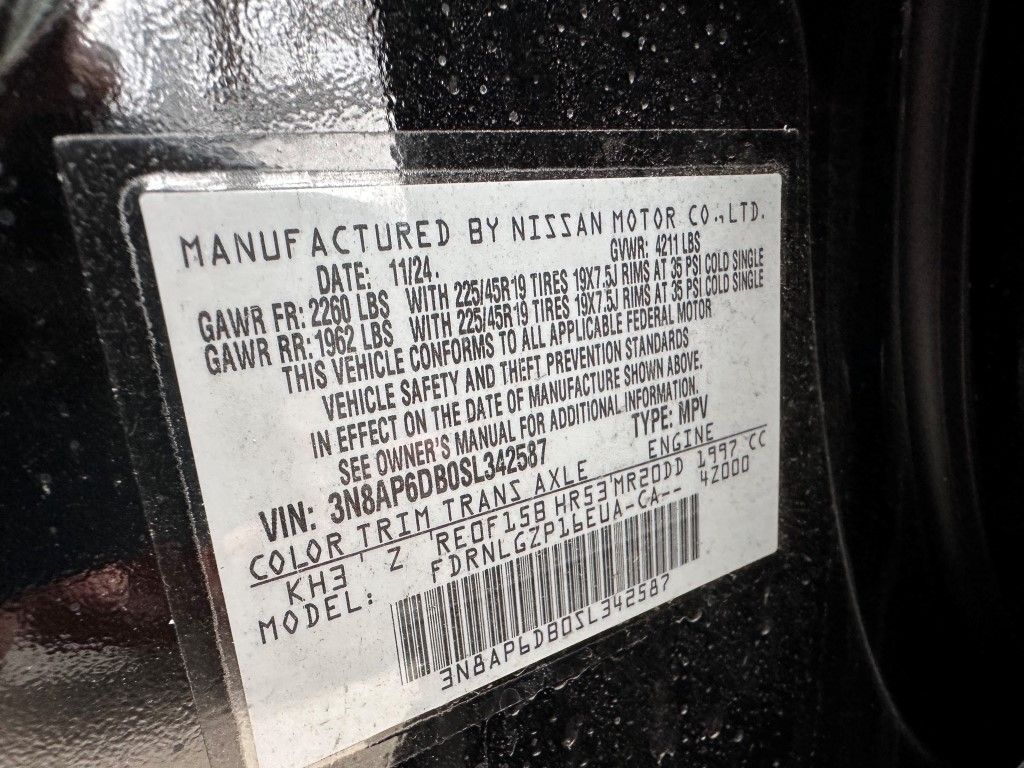 MANUFACTURED BY NISSAN MOTOR CO.,LTD.
DATE: 11/24. GVWR: 4211 LBS
GAWR FR: 2260 LBS WITH 225/45R19 TIRES 19X7.5J RIMS AT 35 PSI COLD SINGLE
GAWR RR: 1962 LBS WITH 225/45R19 TIRES 19X7.5J RIMS AT 35 PSI COLD SINGLE
THIS VEHICLE CONFORMS TO ALL APPLICABLE FEDERAL MOTOR
VEHICLE SAFETY AND THEFT PREVENTION STANDARDS
IN EFFECT ON THE DATE OF MANUFACTURE SHOWN ABOVE.
SEE OWNER'S MANUAL FOR ADDITIONAL INFORMATION.
VIN: 3N8AP6DB0SL342587 TYPE: MPV
COLOR TRIM TRANS AXLE ENGINE
KH3 Z RE0F15B HR53 MR20DD 1997 CC
MODEL: FDRNLGZP16EUA-CA-- 4Z000
3N8AP6DB0SL342587